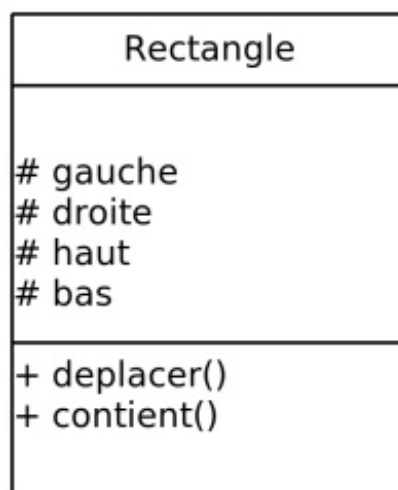 Rectangle
# gauche
# droite
# haut
# bas
+ deplacer()
+ contient()